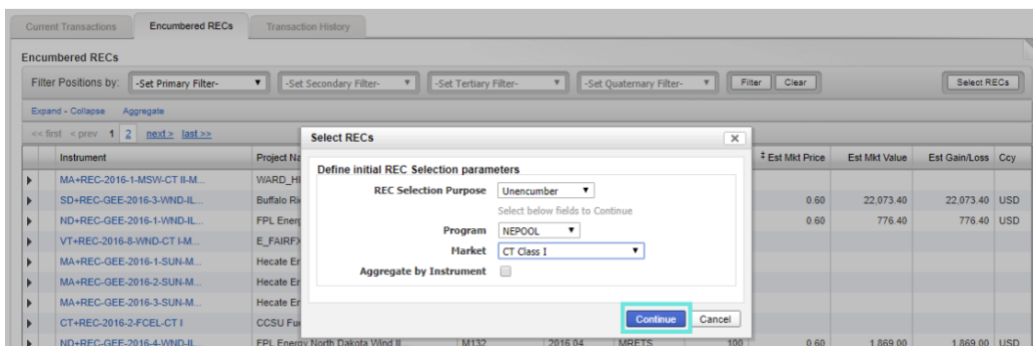 Current Transactions Encumbered RECs Transaction History
Encumbered RECs
Filter Positions by: -Set Primary Filter- -Set Secondary Filter- -Set Tertiary Filter- -Set Quaternary Filter- Filter Clear Select RECs
Expand - Collapse Aggregate
<< first < prev 1 2 next > last >>
Select RECs
Instrument Project Na Est Mkt Price Est Mkt Value Est Gain/Loss Ccy
Define initial REC Selection parameters
MA+REC-2016-1-MSW-CT II-M... WARD_HI
REC Selection Purpose Unencumber
SD+REC-GEE-2016-3-WND-IL... Buffalo Ri 0.60 22,073.40 22,073.40 USD
Select below fields to Continue
ND+REC-GEE-2016-1-WND-IL... FPL Energ 0.60 776.40 776.40 USD
Program NEPOOL
VT+REC-2016-8-WND-CT I-M... E_FAIRFX
Market CT Class I
MA+REC-GEE-2016-1-SUN-M... Hecate En
Aggregate by Instrument
MA+REC-GEE-2016-2-SUN-M... Hecate En
MA+REC-GEE-2016-3-SUN-M... Hecate En
CT+REC-2016-2-FCEL-CT I CCSU Fu
Continue Cancel
ND+REC-GEE-2016-4-WND-IL... FPL Energy North Dakota Wind II M132 2016.04 MRETS 100 0.60 1,869.00 1,869.00 USD